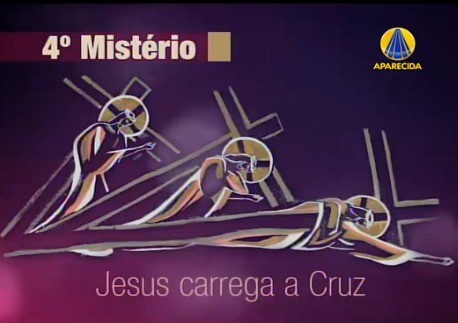 4º Mistério
APARECIDA
Jesus carrega a Cruz